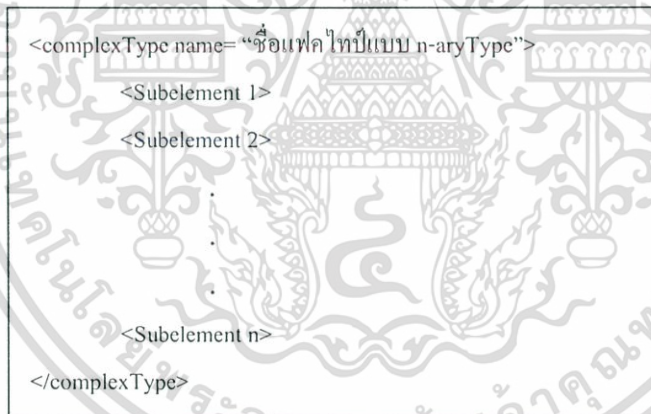 <complexType name= “ชื่อแฟคไทป์แบบ n-aryType”>
<Subelement 1>
<Subelement 2>
.
.
.
<Subelement n>
</complexType>